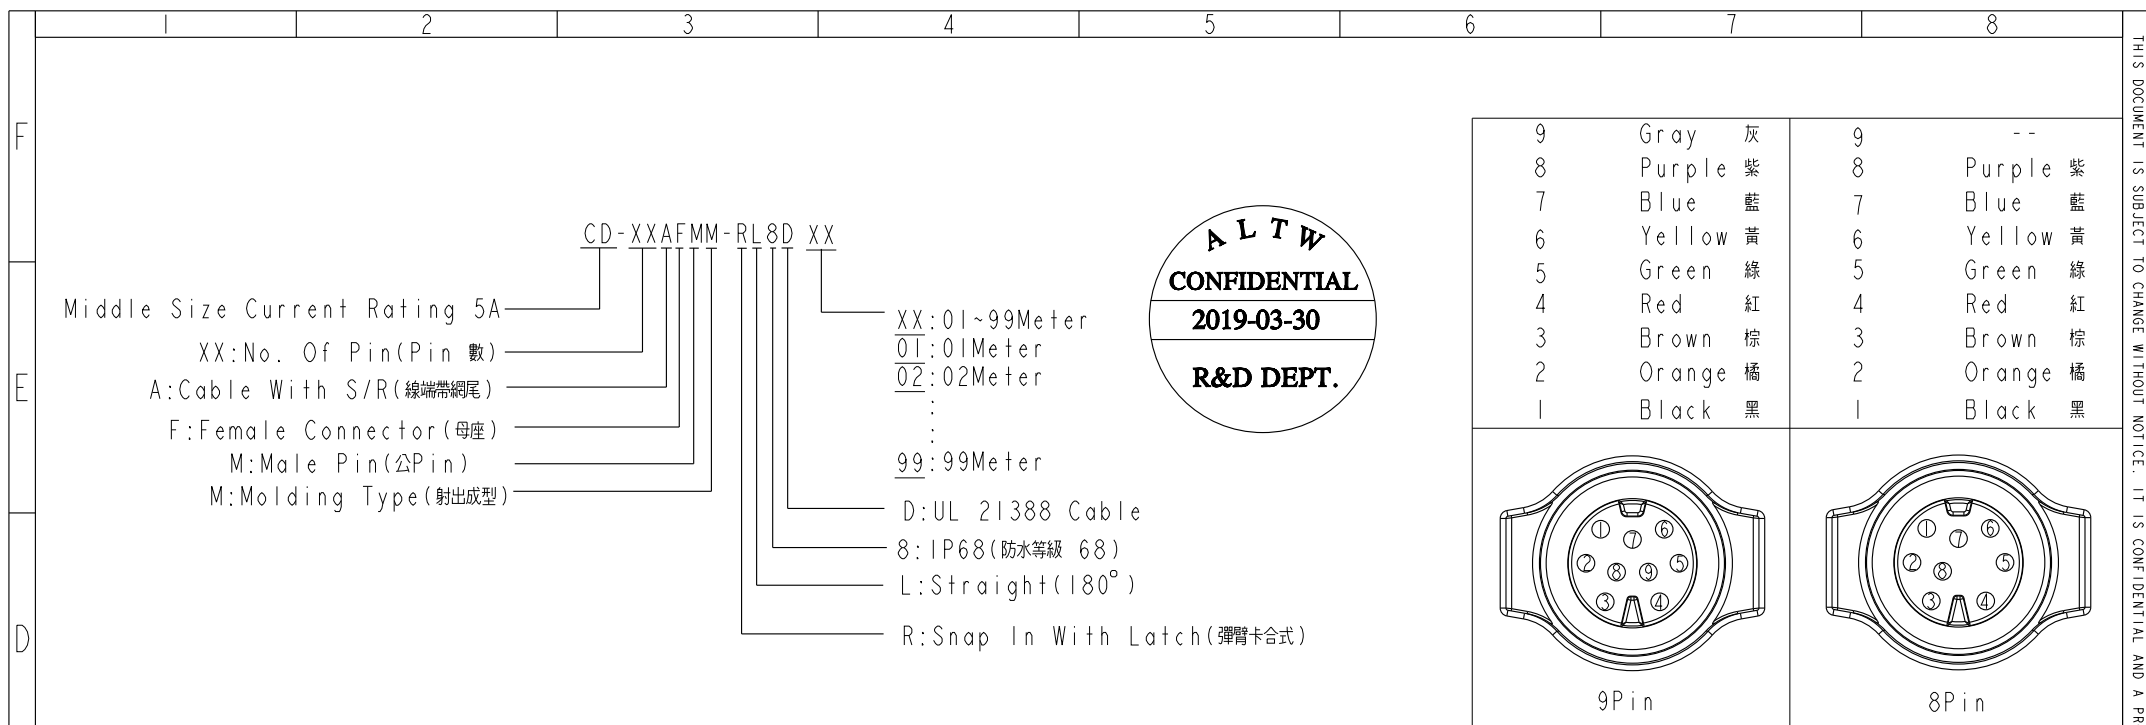 1 2 3 4 5 6 7 8
F
E
D
CD-XXAFMM-RL8D XX
Middle Size Current Rating 5A
XX:No. Of Pin(Pin 數)
A:Cable With S/R(線端帶網尾)
F:Female Connector(母座)
M:Male Pin(公Pin)
M:Molding Type(射出成型)
XX:01~99Meter
01:01Meter
02:02Meter
:
:
99:99Meter
D:UL 21388 Cable
8:IP68(防水等級 68)
L:Straight(180°)
R:Snap In With Latch(彈臂卡合式)
ALTW
CONFIDENTIAL
2019-03-30
R&D DEPT.
9 Gray 灰 9 --
8 Purple 紫 8 Purple 紫
7 Blue 藍 7 Blue 藍
6 Yellow 黃 6 Yellow 黃
5 Green 綠 5 Green 綠
4 Red 紅 4 Red 紅
3 Brown 棕 3 Brown 棕
2 Orange 橘 2 Orange 橘
1 Black 黑 1 Black 黑
1 7 6
2 8 9 5
3 4
9Pin
1 7 6
2 8 5
3 4
8Pin
THIS DOCUMENT IS SUBJECT TO CHANGE WITHOUT NOTICE. IT IS CONFIDENTIAL AND A PR